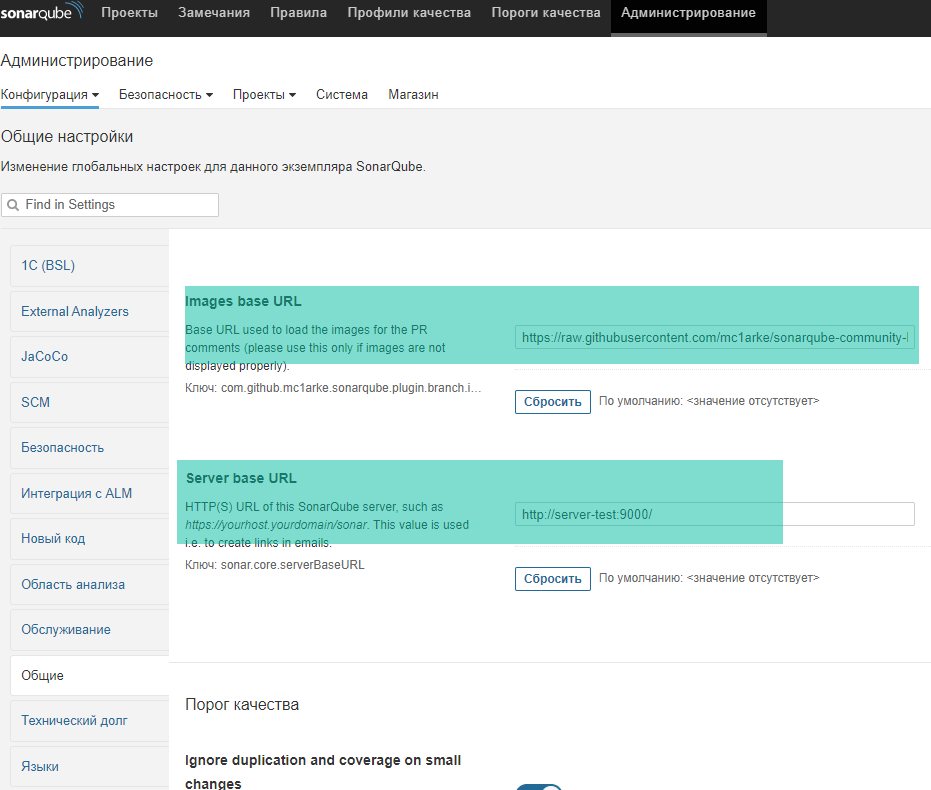 sonarqube Проекты Замечания Правила Профили качества Пороги качества Администрирование
Администрирование
Конфигурация Безопасность Проекты Система Магазин
Общие настройки
Изменение глобальных настроек для данного экземпляра SonarQube.
Find in Settings
1C (BSL)
External Analyzers
JaCoCo
SCM
Безопасность
Интеграция с ALM
Новый код
Область анализа
Обслуживание
Общие
Технический долг
Языки
Images base URL
Base URL used to load the images for the PR
comments (please use this only if images are not
displayed properly).
Ключ: com.github.mc1arke.sonarqube.plugin.branch.i...
https://raw.githubusercontent.com/mc1arke/sonarqube-community-
Сбросить По умолчанию: <значение отсутствует>
Server base URL
HTTP(S) URL of this SonarQube server, such as
https://yourhost.yourdomain/sonar. This value is used
i.e. to create links in emails.
Ключ: sonar.core.serverBaseURL
http://server-test:9000/
Сбросить По умолчанию: <значение отсутствует>
Порог качества
Ignore duplication and coverage on small
changes